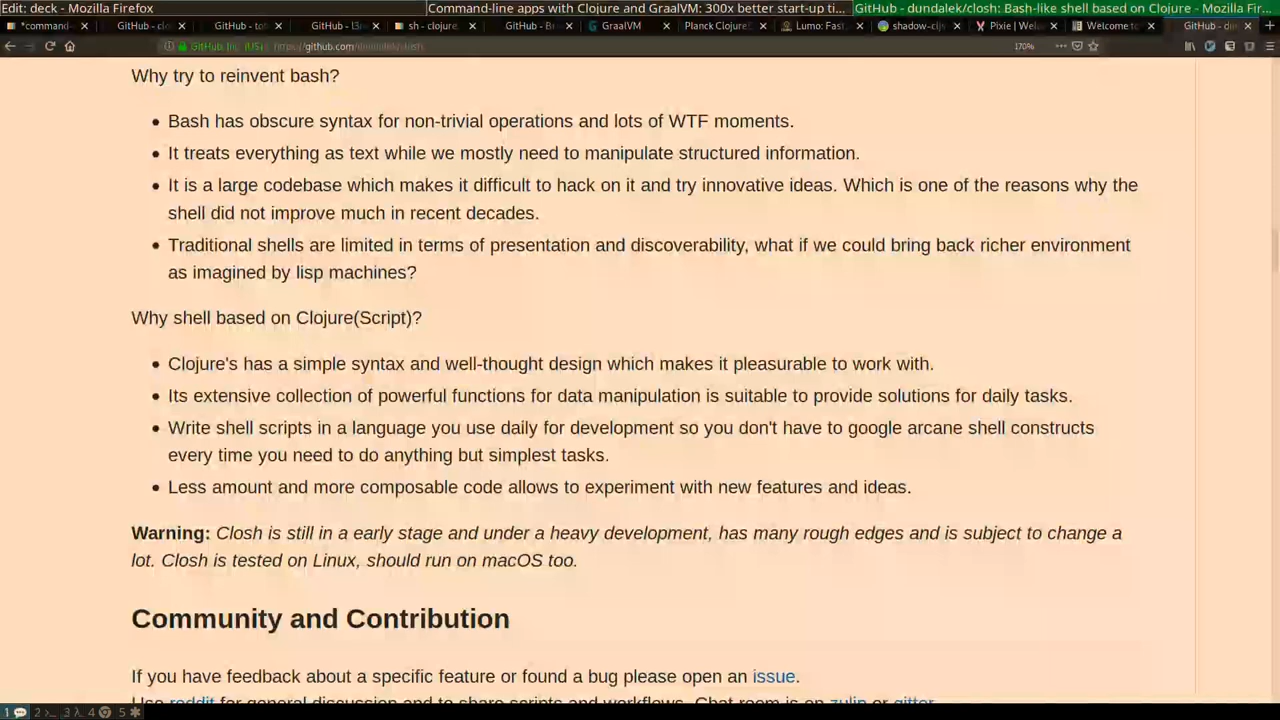 Edit: deck - Mozilla Firefox
Command-line apps with Clojure and GraalVM: 300x better start-up ti...
GitHub - dundalek/closh: Bash-like shell based on Clojure - Mozilla Fir...
*command-
GitHub - cl
GitHub - tot
GitHub - l3n
sh - clojure.
GitHub - B
GraalVM
Planck Clojure
Lumo: Fast
shadow-clj
Pixie | Wel
Welcome to
GitHub - du
170%
Why try to reinvent bash?
Bash has obscure syntax for non-trivial operations and lots of WTF moments.
It treats everything as text while we mostly need to manipulate structured information.
It is a large codebase which makes it difficult to hack on it and try innovative ideas. Which is one of the reasons why the
shell did not improve much in recent decades.
Traditional shells are limited in terms of presentation and discoverability, what if we could bring back richer environment
as imagined by lisp machines?
Why shell based on Clojure(Script)?
Clojure's has a simple syntax and well-thought design which makes it pleasurable to work with.
Its extensive collection of powerful functions for data manipulation is suitable to provide solutions for daily tasks.
Write shell scripts in a language you use daily for development so you don't have to google arcane shell constructs
every time you need to do anything but simplest tasks.
Less amount and more composable code allows to experiment with new features and ideas.
Warning: Closh is still in a early stage and under a heavy development, has many rough edges and is subject to change a
lot. Closh is tested on Linux, should run on macOS too.
Community and Contribution
If you have feedback about a specific feature or found a bug please open an issue.
Use reddit for general discussion and to share scripts and workflows. Chat room is on zulip or gitter.
1 2 3 4 5